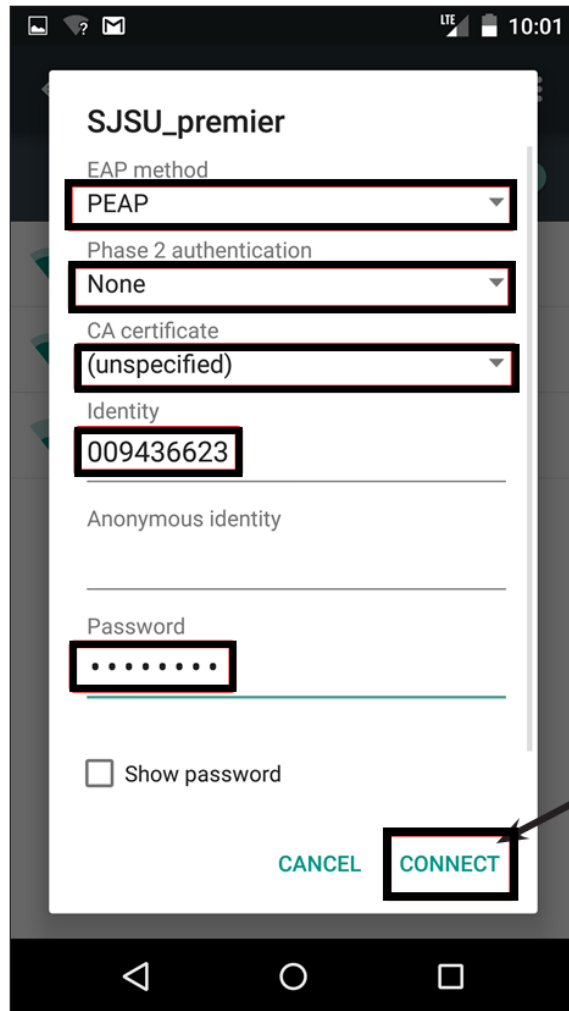 LTE 10:01
SJSU_premier
EAP method
PEAP
Phase 2 authentication
None
CA certificate
(unspecified)
Identity
009436623
Anonymous identity
Password
••••••••
Show password
CANCEL CONNECT